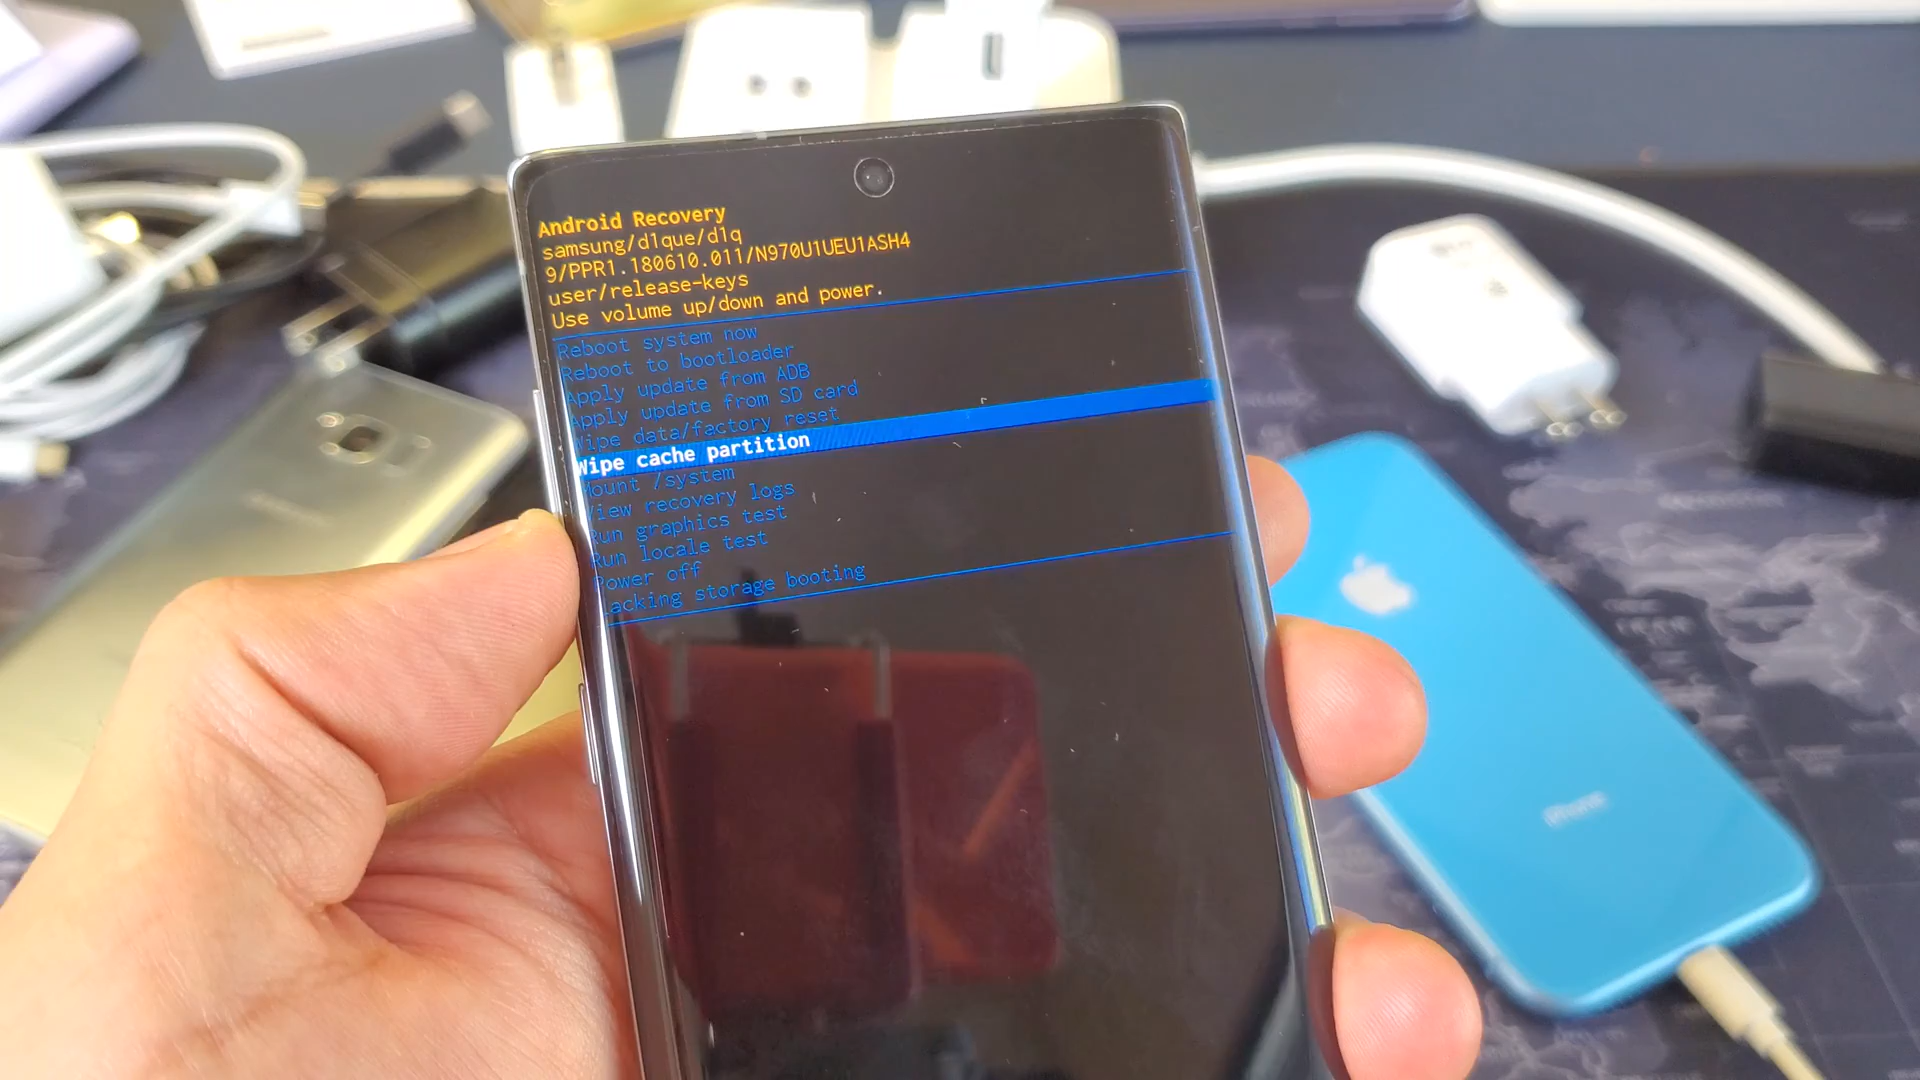 Android Recovery
samsung/d1que/d1q
9/PPR1.180610.011/N970U1UEU1ASH4
user/release-keys
Use volume up/down and power.
Reboot system now
Reboot to bootloader
Apply update from ADB
Apply update from SD card
Wipe data/factory reset
Wipe cache partition
Mount /system
View recovery logs
Run graphics test
Run locale test
Power off
Lacking storage booting
iPhone